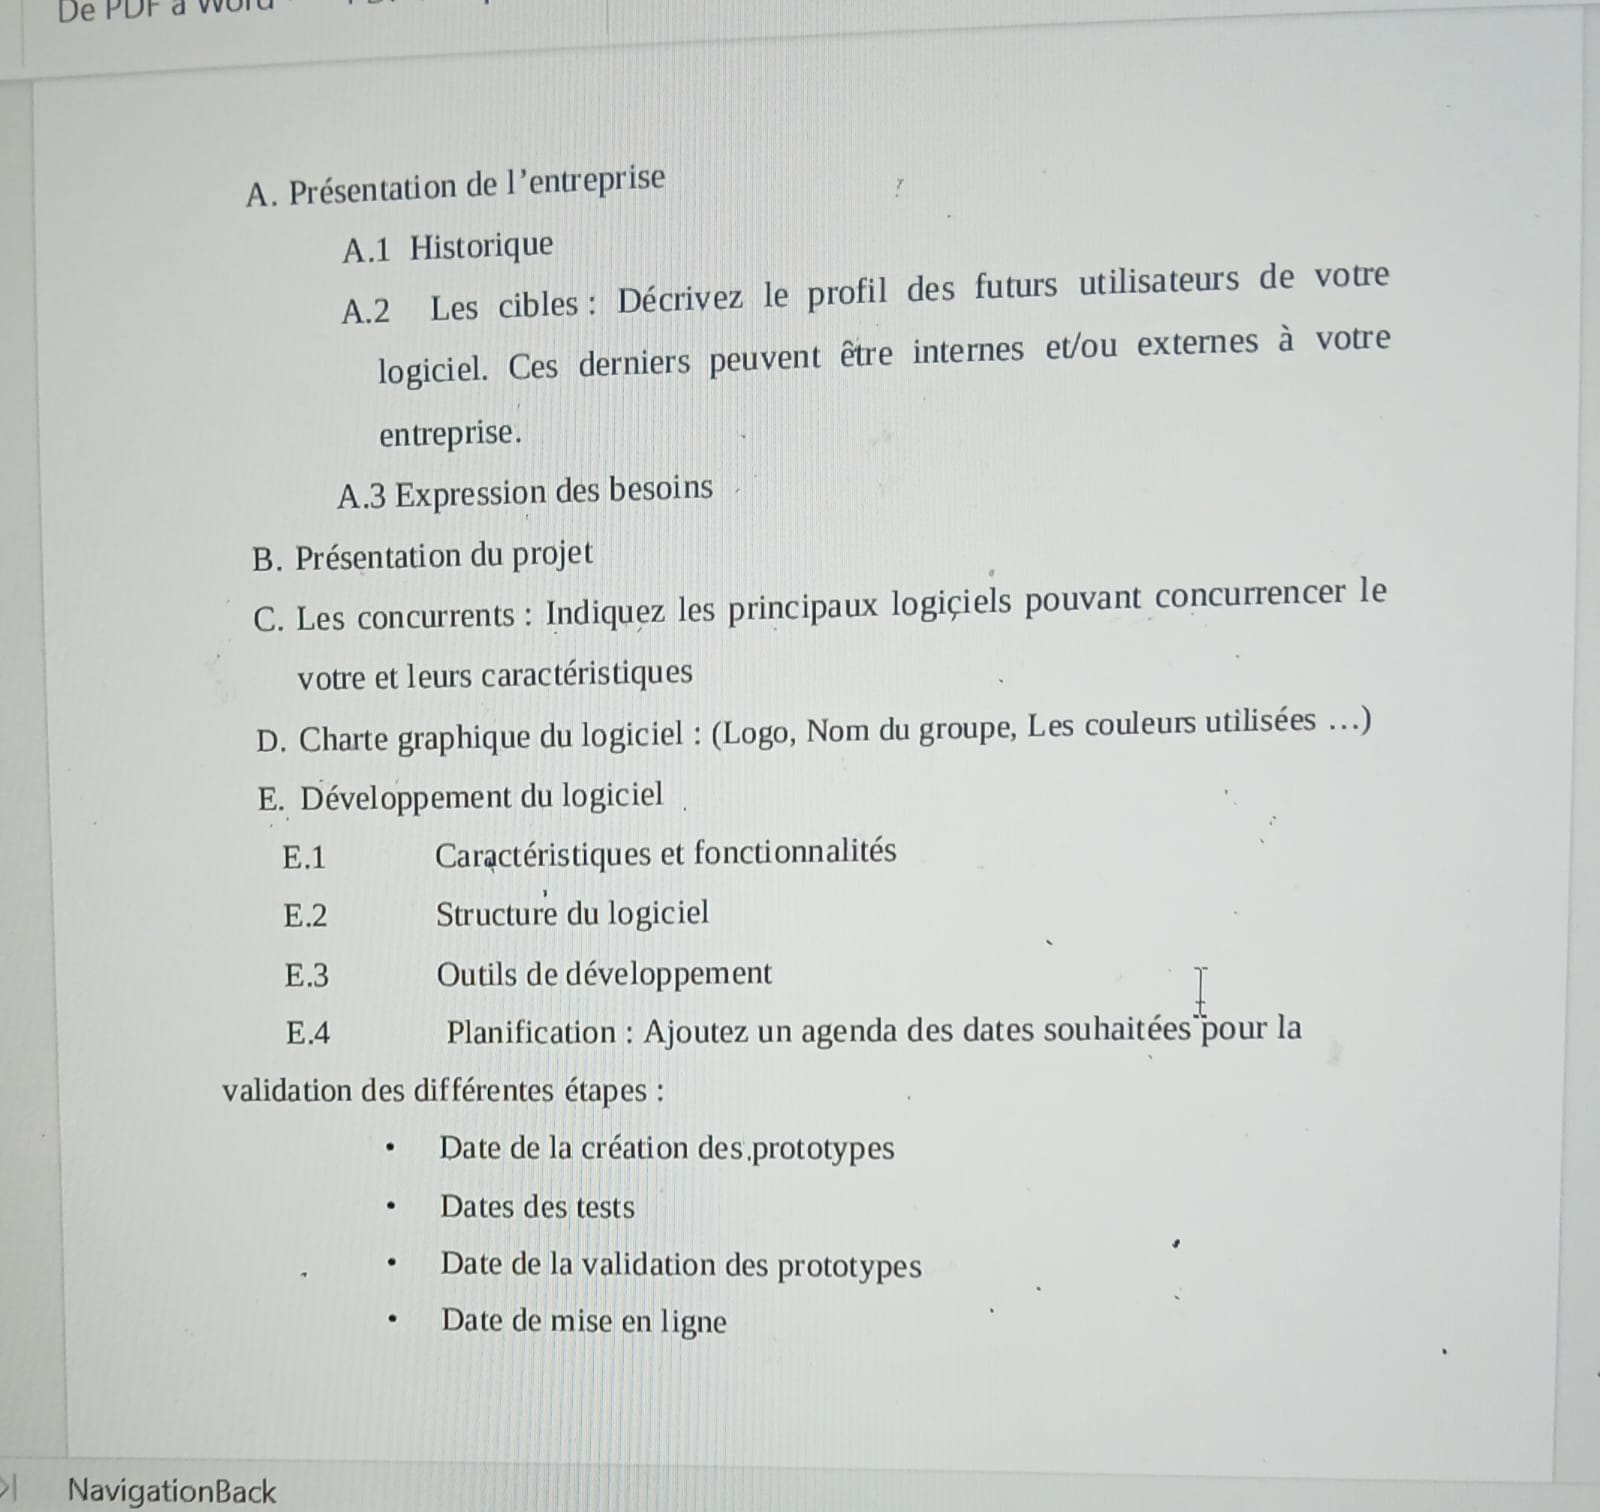 De PDF à Word
A. Présentation de l'entreprise
A.1 Historique
A.2 Les cibles : Décrivez le profil des futurs utilisateurs de votre
logiciel. Ces derniers peuvent être internes et/ou externes à votre
entreprise.
A.3 Expression des besoins
B. Présentation du projet
C. Les concurrents : Indiquez les principaux logiciels pouvant concurrencer le
votre et leurs caractéristiques
D. Charte graphique du logiciel : (Logo, Nom du groupe, Les couleurs utilisées ...)
E. Développement du logiciel
E.1 Caractéristiques et fonctionnalités
E.2 Structure du logiciel
E.3 Outils de développement
E.4 Planification : Ajoutez un agenda des dates souhaitées pour la
validation des différentes étapes :
• Date de la création des prototypes
• Dates des tests
• Date de la validation des prototypes
• Date de mise en ligne
NavigationBack